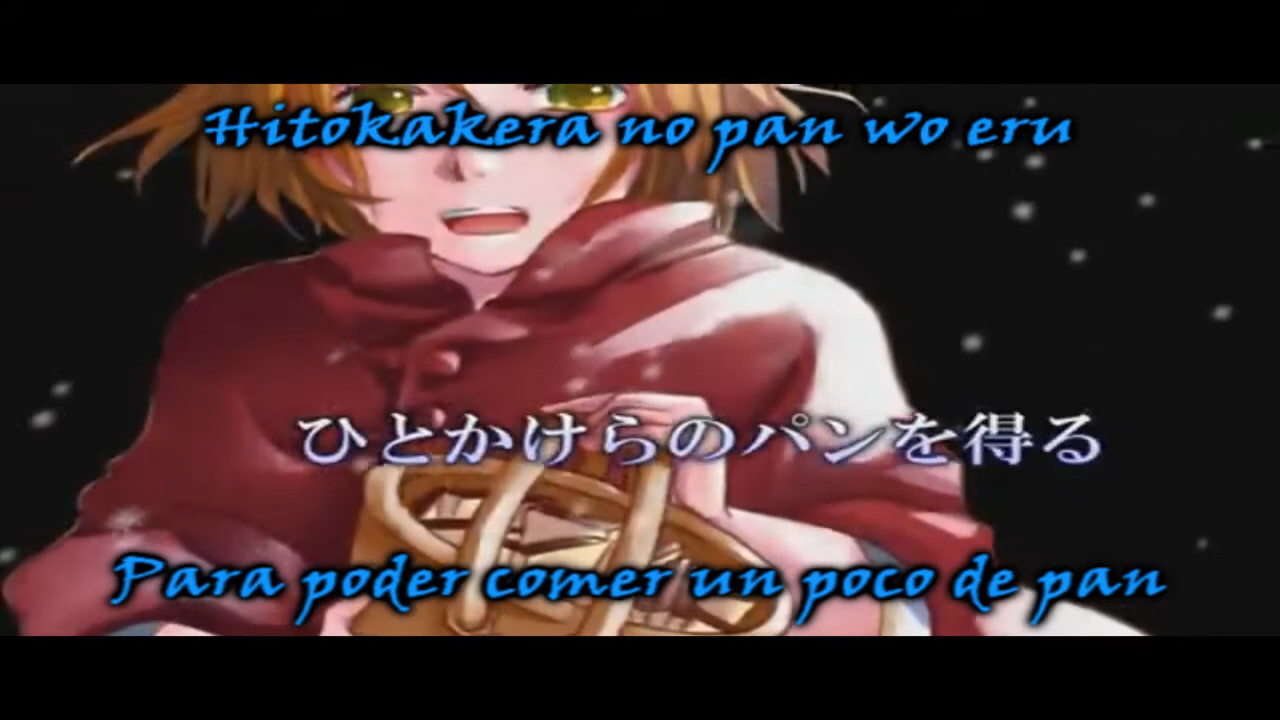 Hitokakera no pan wo eru
ひとかけらのパンを得る
Para poder comer un poco de pan